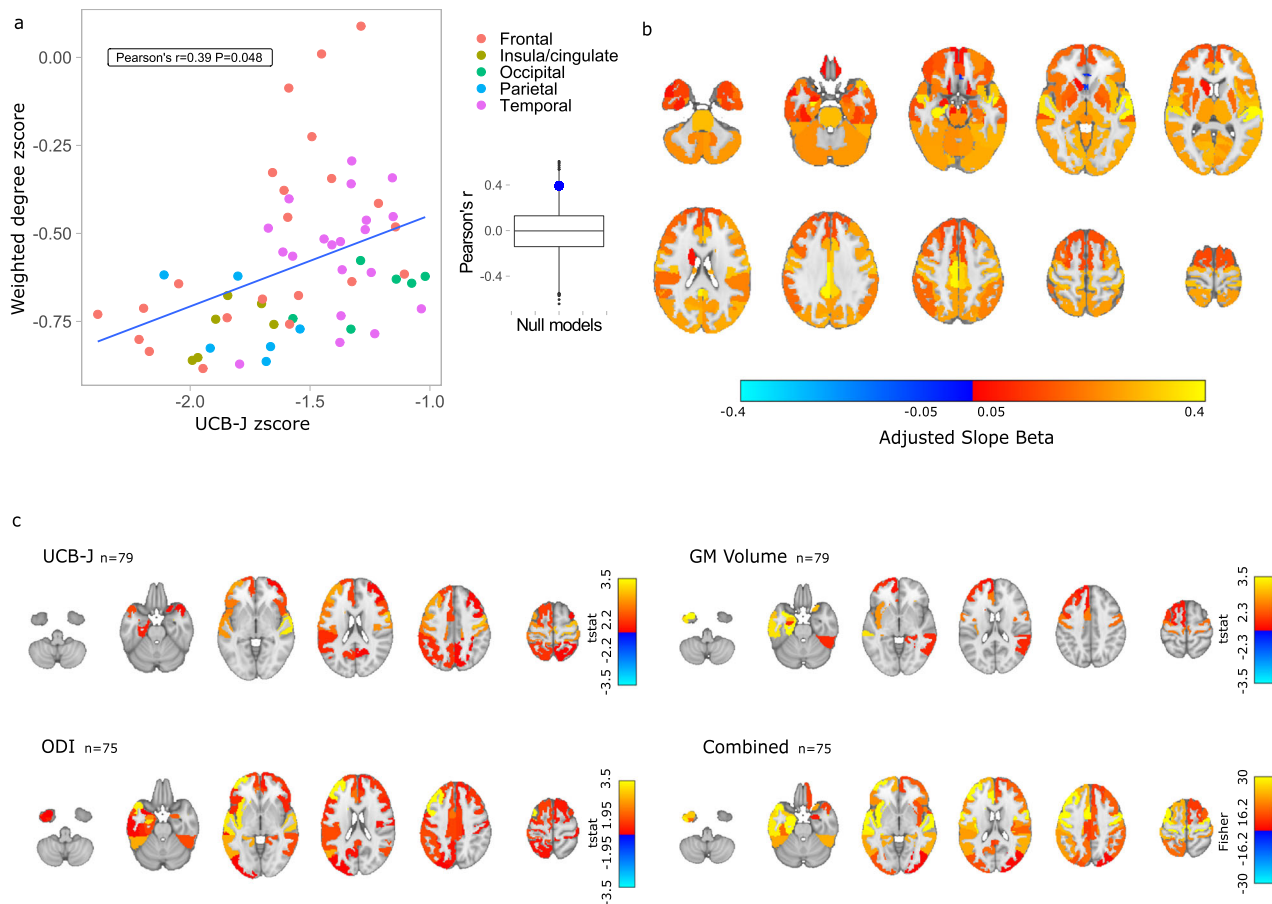 a
Pearson's r=0.39 P=0.048
0.00
-0.25
-0.50
-0.75
Weighted degree zscore
-2.0
-1.5
-1.0
UCB-J zscore
Frontal
Insula/cingulate
Occipital
Parietal
Temporal
0.4
0.0
-0.4
Pearson's r
Null models
b
-0.4
-0.05
0.05
0.4
Adjusted Slope Beta
c
UCB-J n=79
3.5
2.2
-2.2
-3.5
tstat
GM Volume n=79
3.5
2.3
-2.3
-3.5
tstat
ODI n=75
3.5
1.95
-1.95
-3.5
tstat
Combined n=75
30
16.2
-16.2
-30
Fisher